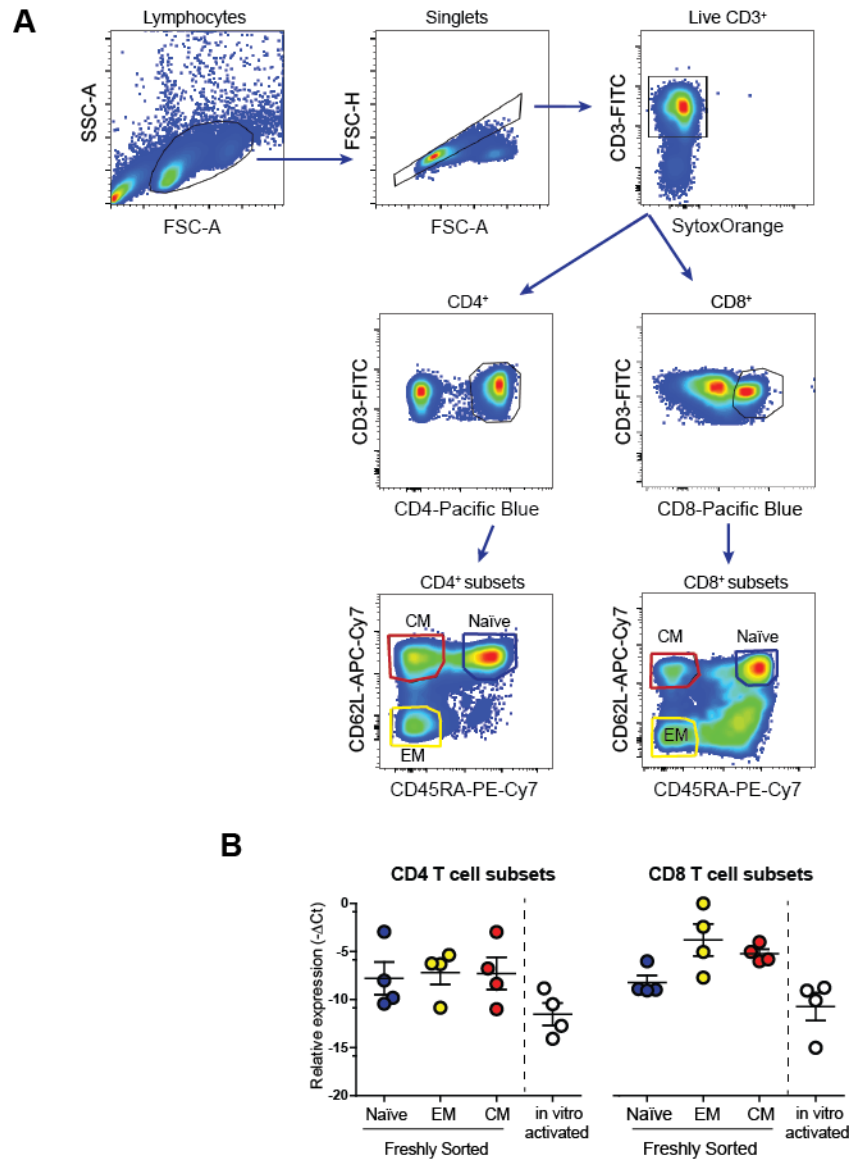 A
Lymphocytes
Singlets
Live CD3⁺
SSC-A
FSC-A
FSC-H
FSC-A
CD3-FITC
SytoxOrange
CD4⁺
CD8⁺
CD3-FITC
CD4-Pacific Blue
CD3-FITC
CD8-Pacific Blue
CD4⁺ subsets
CD8⁺ subsets
CD62L-APC-Cy7
CM
Naïve
EM
CD45RA-PE-Cy7
CD62L-APC-Cy7
CM
Naïve
EM
CD45RA-PE-Cy7
B
CD4 T cell subsets
CD8 T cell subsets
Relative expression (-ΔCt)
0
-5
-10
-15
-20
Naïve EM CM in vitro activated
Freshly Sorted
Naïve EM CM in vitro activated
Freshly Sorted